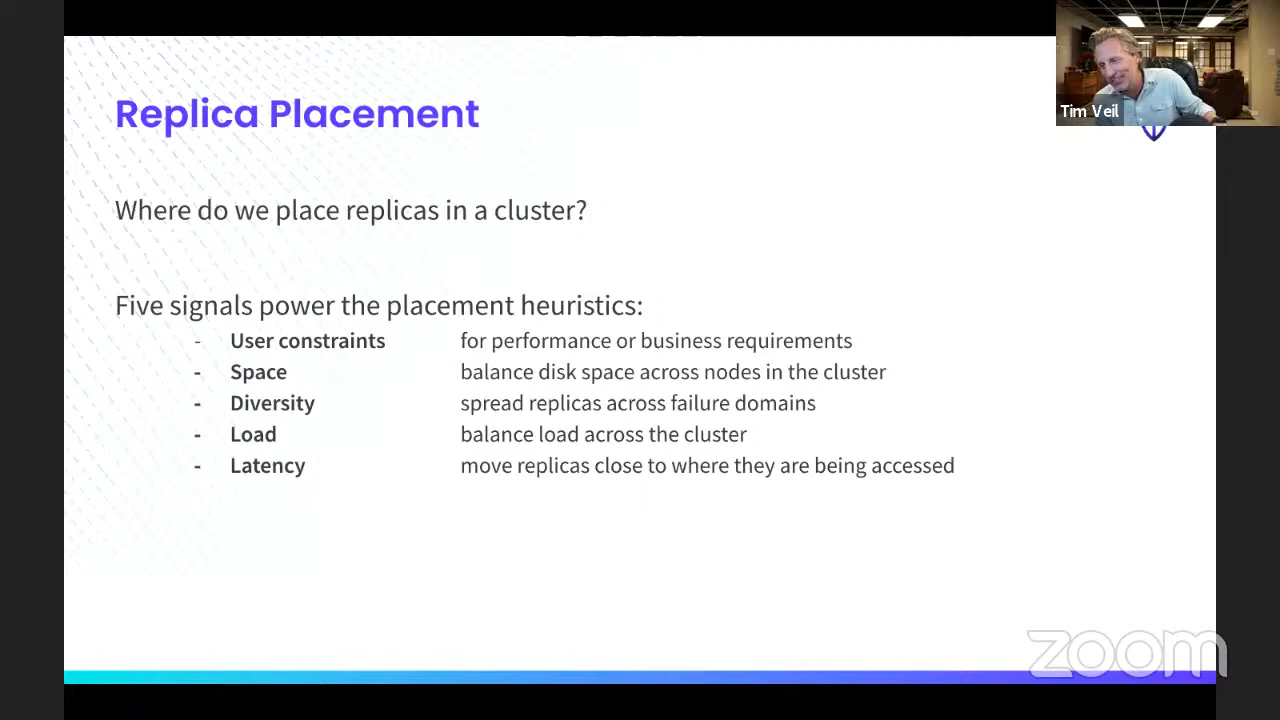 Tim Veil
Replica Placement
Where do we place replicas in a cluster?
Five signals power the placement heuristics:
- User constraints for performance or business requirements
- Space balance disk space across nodes in the cluster
- Diversity spread replicas across failure domains
- Load balance load across the cluster
- Latency move replicas close to where they are being accessed
zoom